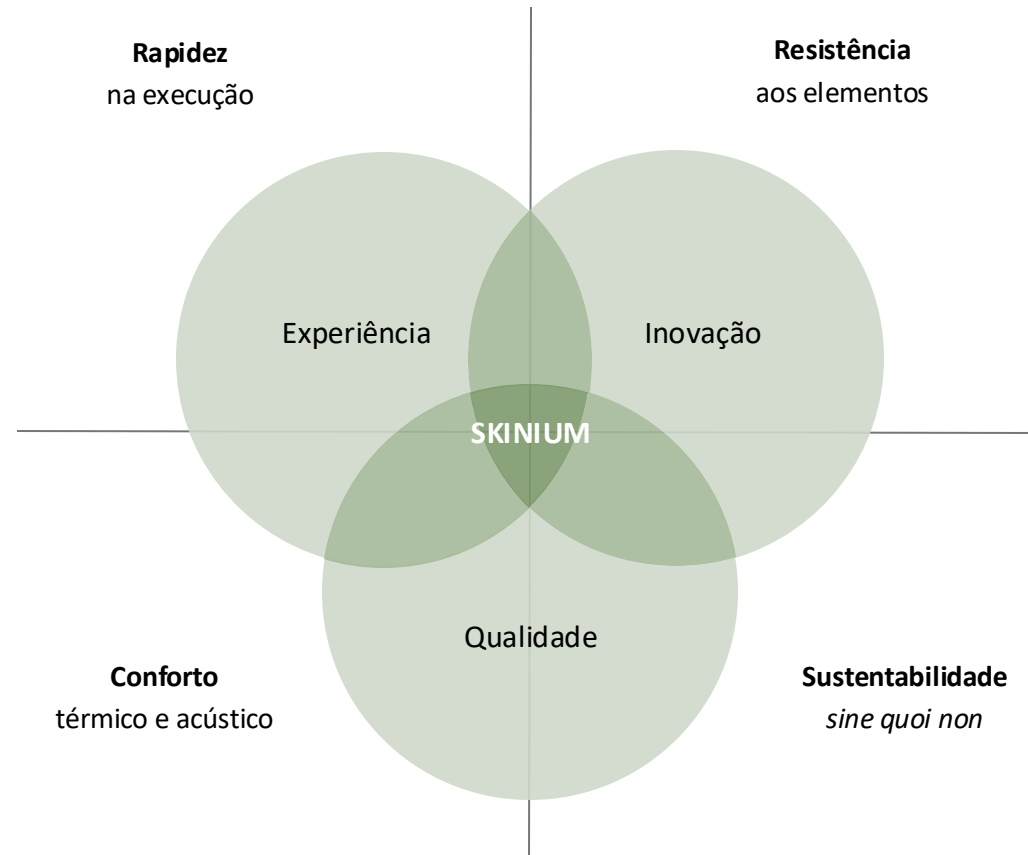 Rapidez
na execução
Resistência
aos elementos
Experiência
Inovação
SKINIUM
Qualidade
Conforto
térmico e acústico
Sustentabilidade
sine quoi non